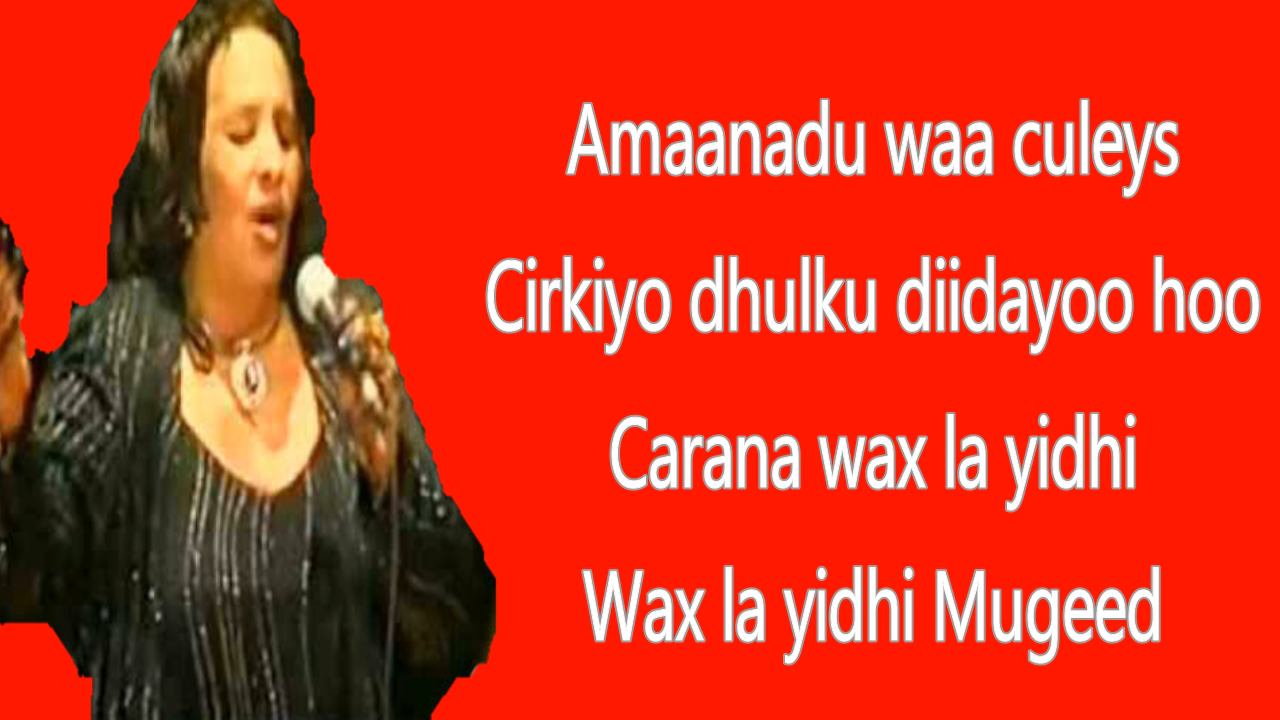 Amaanadu waa culeys
Cirkiyo dhulku diidayoo hoo
Carana wax la yidhi
Wax la yidhi Mugeed